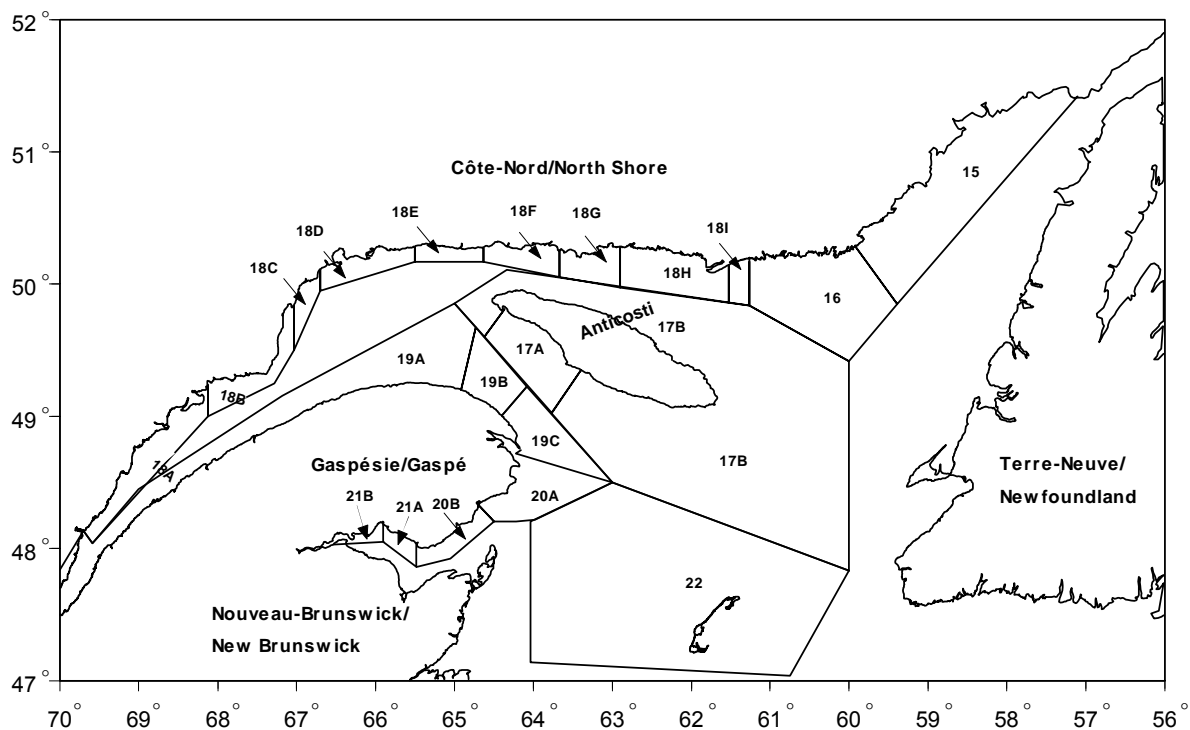 52°
51°
Côte-Nord/North Shore
15
18E
18F
18G
18I
18D
18C
18H
50°
16
Anticosti
17B
17A
19A
19B
18B
49°
19C
17B
18A
Gaspésie/Gaspé
Terre-Neuve/
Newfoundland
21B
21A
20B
20A
48°
22
Nouveau-Brunswick/
New Brunswick
47°
70° 69° 68° 67° 66° 65° 64° 63° 62° 61° 60° 59° 58° 57° 56°